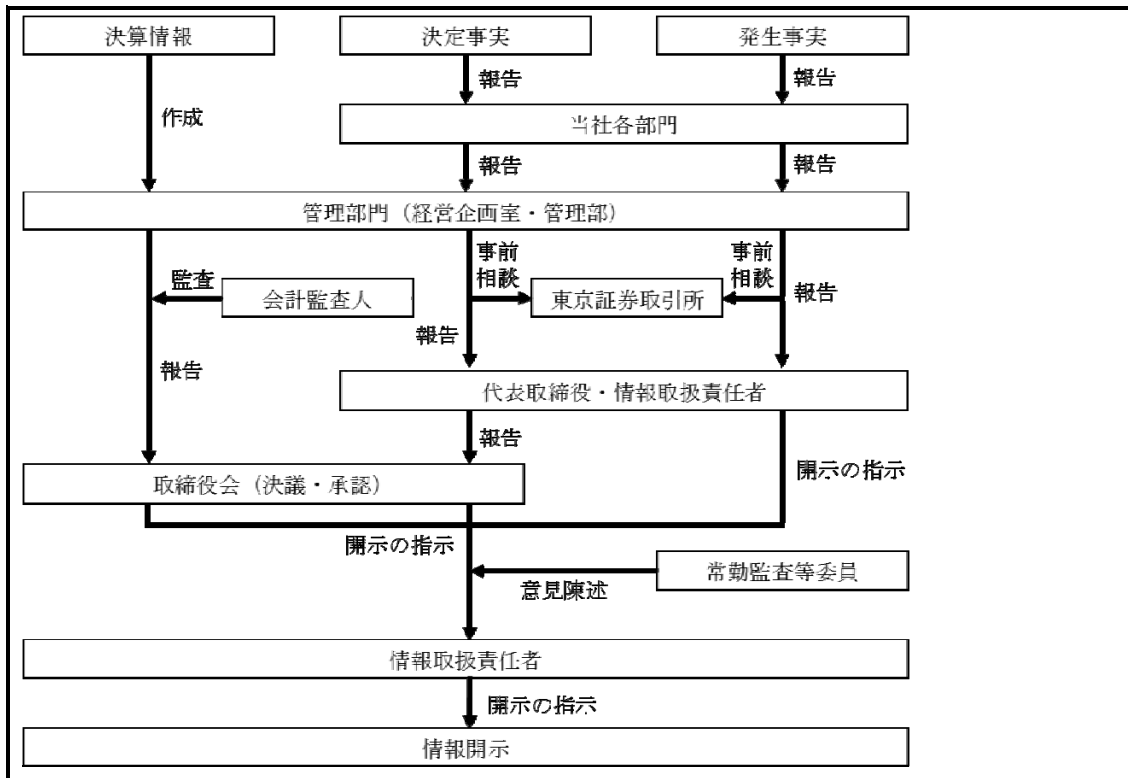 決算情報
決定事実
発生事実
報告
報告
作成
当社各部門
報告
報告
管理部門（経営企画室・管理部）
事前
相談
事前
相談
監査
会計監査人
東京証券取引所
報告
報告
報告
代表取締役・情報取扱責任者
報告
開示の指示
取締役会（決議・承認）
開示の指示
常勤監査等委員
意見陳述
情報取扱責任者
開示の指示
情報開示